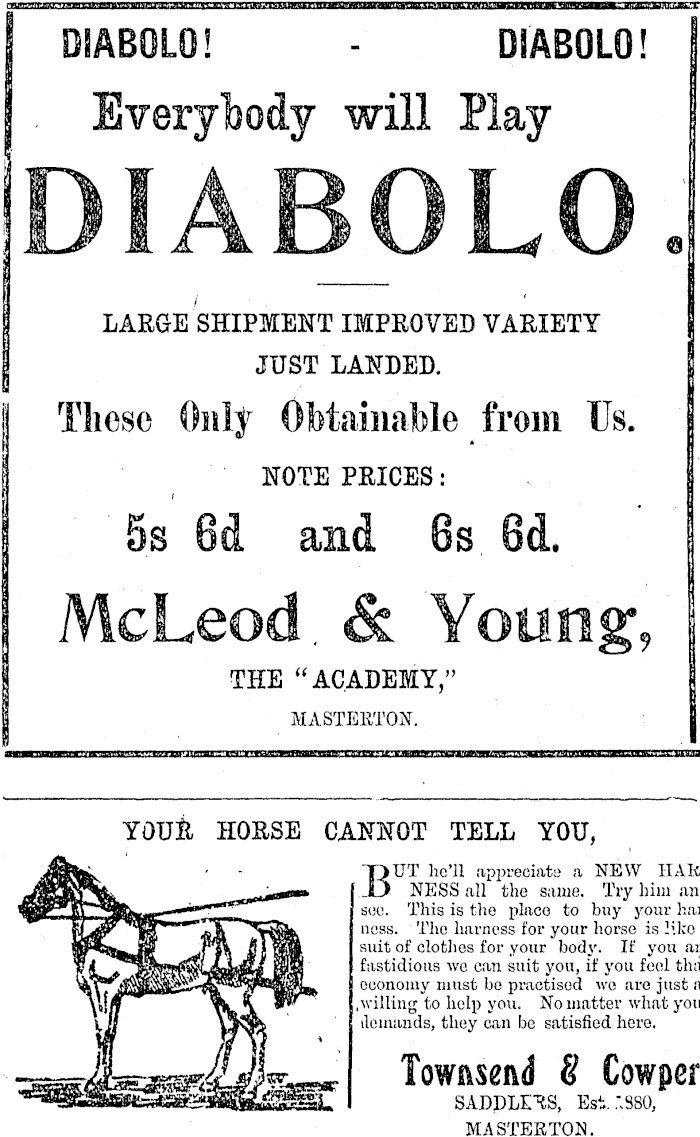 DIABOLO! - DIABOLO!
Everybody will Play
DIABOLO.
LARGE SHIPMENT IMPROVED VARIETY
JUST LANDED.
These Only Obtainable from Us.
NOTE PRICES:
5s 6d and 6s 6d.
McLeod & Young,
THE "ACADEMY,"
MASTERTON.
YOUR HORSE CANNOT TELL YOU,
BUT he'll appreciate a NEW HAR
NESS all the same. Try him an
see. This is the place to buy your har
ness. The harness for your horse is like
suit of clothes for your body. If you ar
fastidious we can suit you, if you feel tha
economy must be practised we are just a
willing to help you. No matter what you
demands, they can be satisfied here.
Townsend & Cowper
SADDLERS, Est. 1880,
MASTERTON.